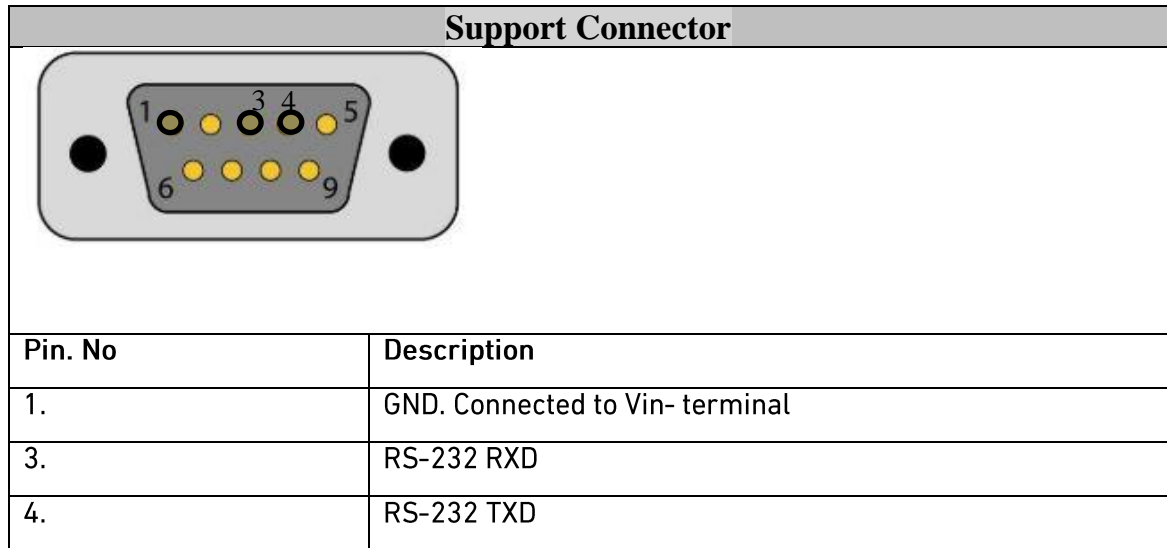 Support Connector
1 3 4 5
6 9
Pin. No Description
1. GND. Connected to Vin- terminal
3. RS-232 RXD
4. RS-232 TXD